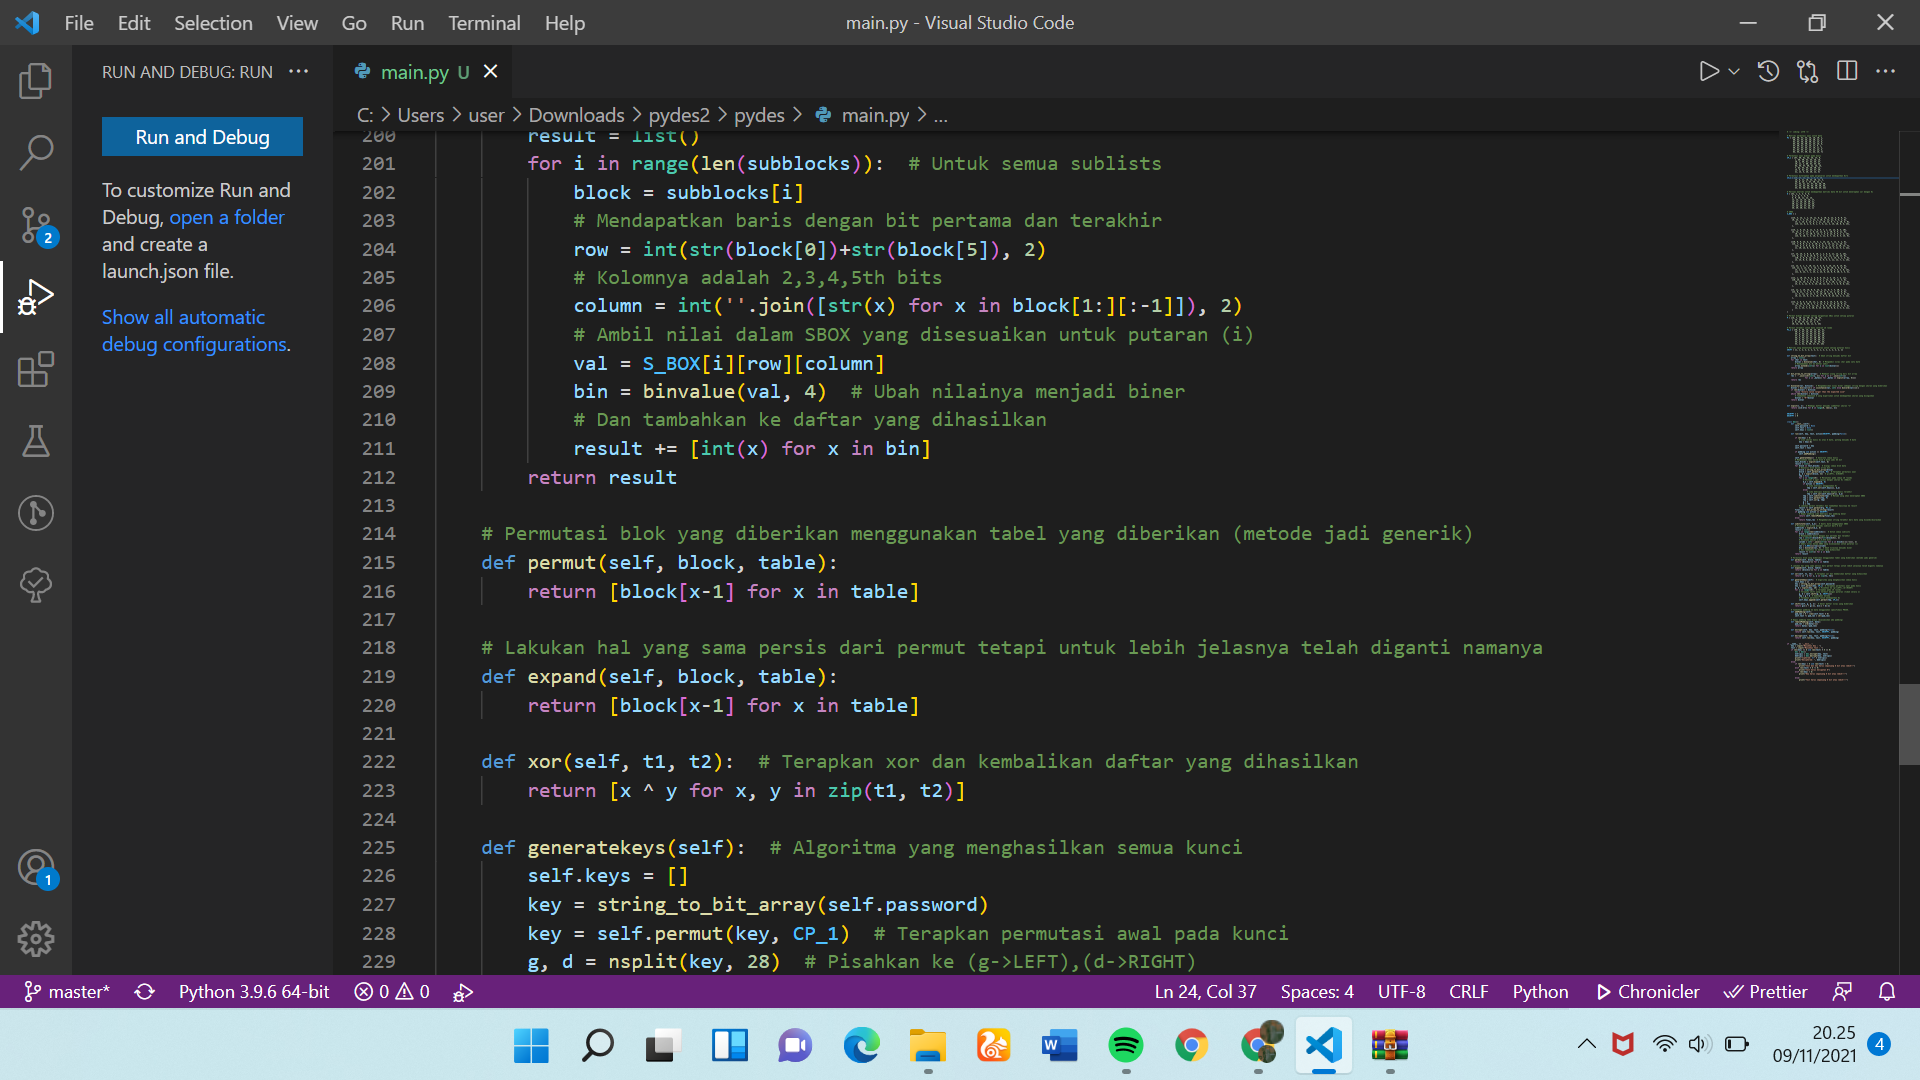 File Edit Selection View Go Run Terminal Help main.py - Visual Studio Code
RUN AND DEBUG: RUN ···
main.py U
C: > Users > user > Downloads > pydes2 > pydes > main.py > ...
Run and Debug
To customize Run and
Debug, open a folder
and create a
launch.json file.
Show all automatic
debug configurations.
2
1
200 result = list()
201 for i in range(len(subblocks)):  # Untuk semua sublists
202 block = subblocks[i]
203 # Mendapatkan baris dengan bit pertama dan terakhir
204 row = int(str(block[0])+str(block[5]), 2)
205 # Kolomnya adalah 2,3,4,5th bits
206 column = int(''.join([str(x) for x in block[1:][:-1]]), 2)
207 # Ambil nilai dalam SBOX yang disesuaikan untuk putaran (i)
208 val = S_BOX[i][row][column]
209 bin = binvalue(val, 4)  # Ubah nilainya menjadi biner
210 # Dan tambahkan ke daftar yang dihasilkan
211 result += [int(x) for x in bin]
212 return result
213
214 # Permutasi blok yang diberikan menggunakan tabel yang diberikan (metode jadi generik)
215 def permut(self, block, table):
216 return [block[x-1] for x in table]
217
218 # Lakukan hal yang sama persis dari permut tetapi untuk lebih jelasnya telah diganti namanya
219 def expand(self, block, table):
220 return [block[x-1] for x in table]
221
222 def xor(self, t1, t2):  # Terapkan xor dan kembalikan daftar yang dihasilkan
223 return [x ^ y for x, y in zip(t1, t2)]
224
225 def generatekeys(self):  # Algoritma yang menghasilkan semua kunci
226 self.keys = []
227 key = string_to_bit_array(self.password)
228 key = self.permut(key, CP_1)  # Terapkan permutasi awal pada kunci
229 g, d = nsplit(key, 28)  # Pisahkan ke (g->LEFT),(d->RIGHT)
master* Python 3.9.6 64-bit 0 0 Ln 24, Col 37 Spaces: 4 UTF-8 CRLF Python Chronicler Prettier
W
20.25
09/11/2021 4